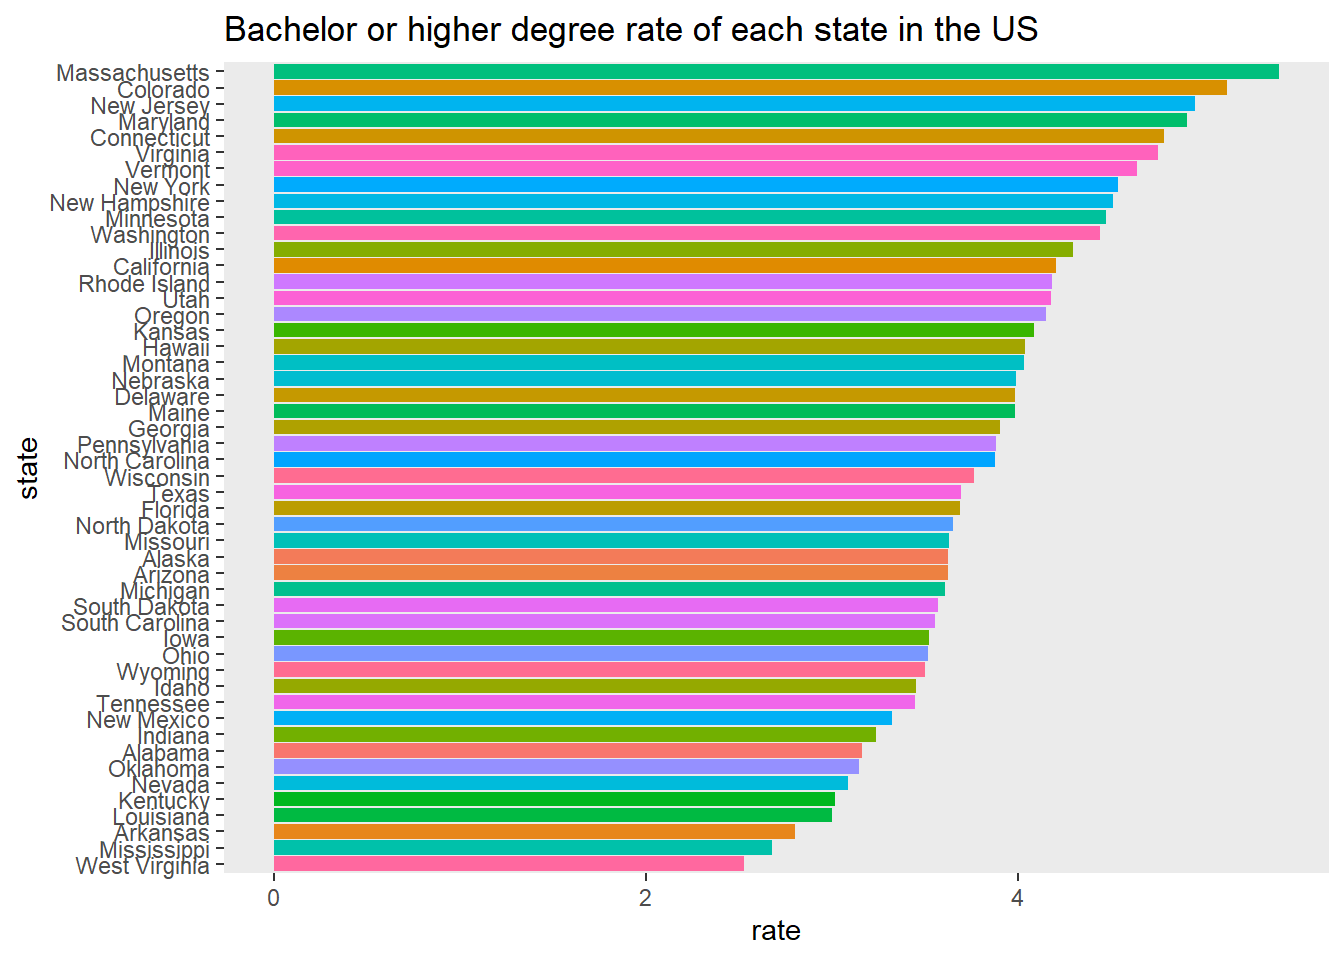 Bachelor or higher degree rate of each state in the US
Massachusetts
Colorado
New Jersey
Maryland
Connecticut
Virginia
Vermont
New York
New Hampshire
Minnesota
Washington
Illinois
California
Rhode Island
Utah
Oregon
Kansas
Hawaii
Montana
Nebraska
Delaware
Maine
Georgia
Pennsylvania
North Carolina
Wisconsin
Texas
Florida
North Dakota
Missouri
Alaska
Arizona
Michigan
South Dakota
South Carolina
Iowa
Ohio
Wyoming
Idaho
Tennessee
New Mexico
Indiana
Alabama
Oklahoma
Nevada
Kentucky
Louisiana
Arkansas
Mississippi
West Virginia
state
0 2 4
rate